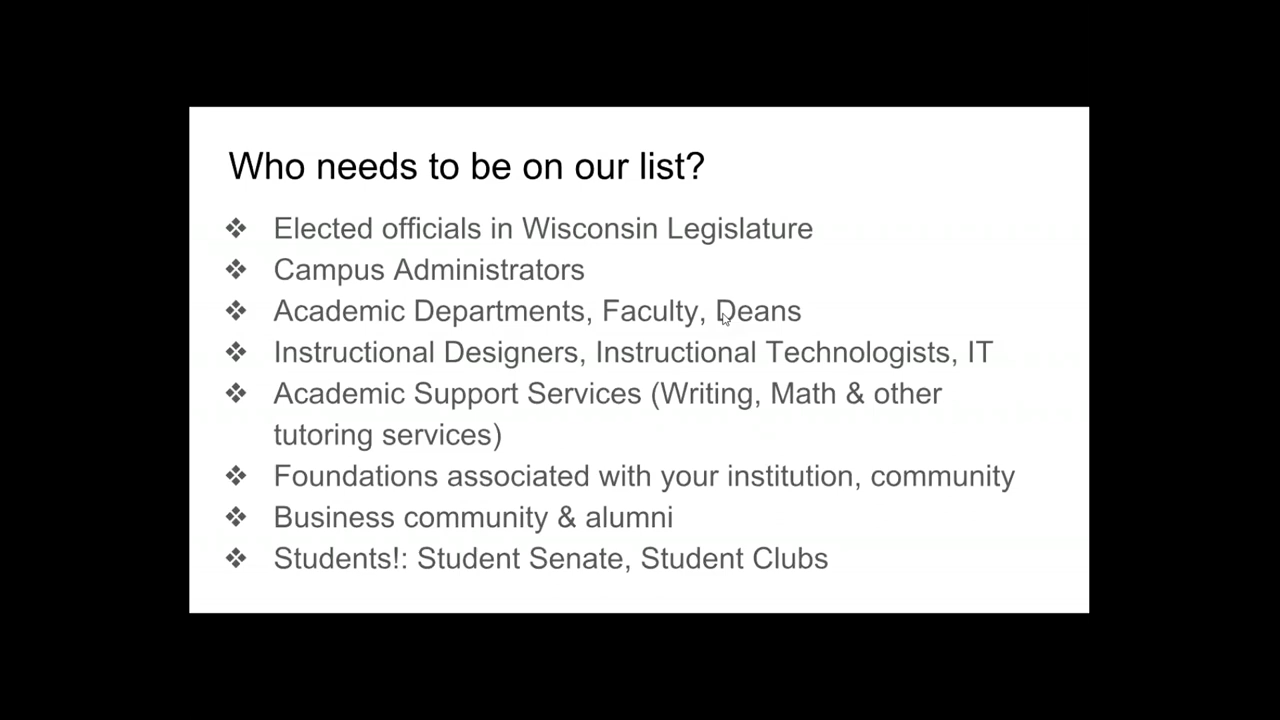 Who needs to be on our list?
❖ Elected officials in Wisconsin Legislature
❖ Campus Administrators
❖ Academic Departments, Faculty, Deans
❖ Instructional Designers, Instructional Technologists, IT
❖ Academic Support Services (Writing, Math & other
tutoring services)
❖ Foundations associated with your institution, community
❖ Business community & alumni
❖ Students!: Student Senate, Student Clubs